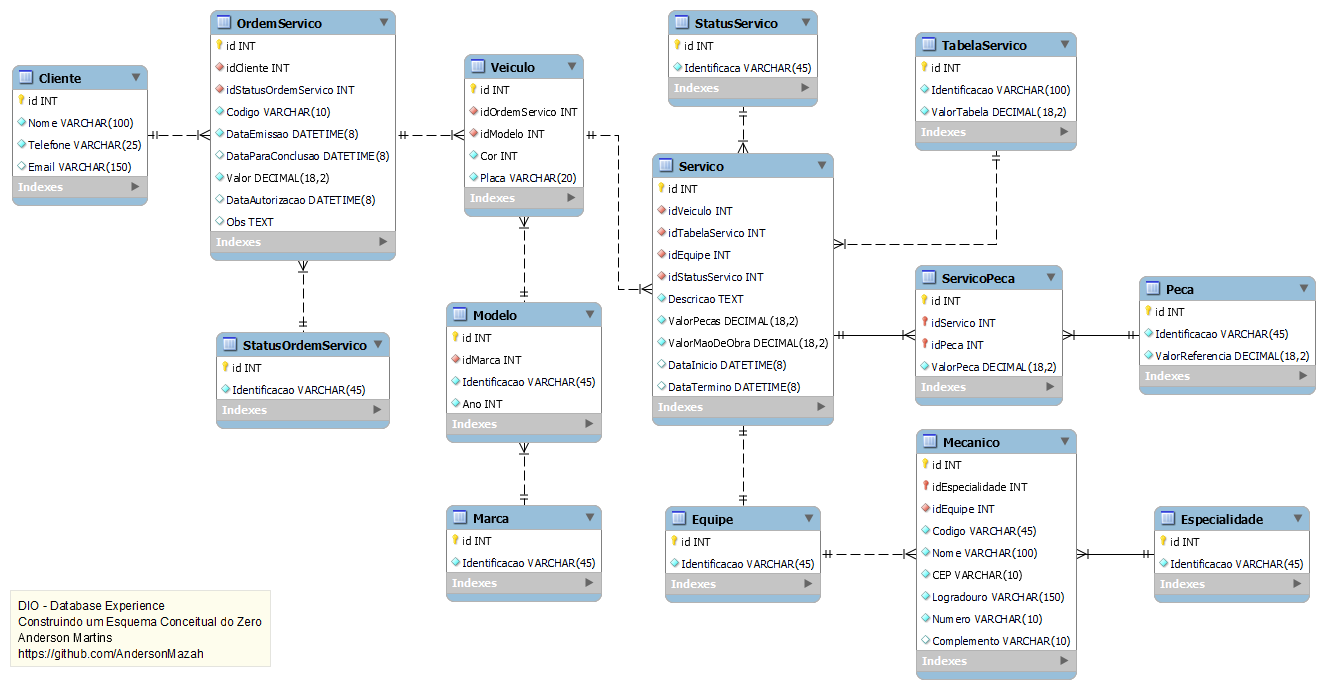 OrdemServico
id INT
idCliente INT
idStatusOrdemServico INT
Codigo VARCHAR(10)
DataEmissao DATETIME(8)
DataParaConclusao DATETIME(8)
Valor DECIMAL(18,2)
DataAutorizacao DATETIME(8)
Obs TEXT
Indexes
Cliente
id INT
Nome VARCHAR(100)
Telefone VARCHAR(25)
Email VARCHAR(150)
Indexes
Veiculo
id INT
idOrdemServico INT
idModelo INT
Cor INT
Placa VARCHAR(20)
Indexes
StatusServico
id INT
Identificaca VARCHAR(45)
Indexes
TabelaServico
id INT
Identificacao VARCHAR(100)
ValorTabela DECIMAL(18,2)
Indexes
Servico
id INT
idVeiculo INT
idTabelaServico INT
idEquipe INT
idStatusServico INT
Descricao TEXT
ValorPecas DECIMAL(18,2)
ValorMaoDeObra DECIMAL(18,2)
DataInicio DATETIME(8)
DataTermino DATETIME(8)
Indexes
ServicoPeca
id INT
idServico INT
idPeca INT
ValorPeca DECIMAL(18,2)
Indexes
Peca
id INT
Identificacao VARCHAR(45)
ValorReferencia DECIMAL(18,2)
Indexes
StatusOrdemServico
id INT
Identificacao VARCHAR(45)
Indexes
Modelo
id INT
idMarca INT
Identificacao VARCHAR(45)
Ano INT
Indexes
Marca
id INT
Identificacao VARCHAR(45)
Indexes
Equipe
id INT
Identificacao VARCHAR(45)
Indexes
Mecanico
id INT
idEspecialidade INT
idEquipe INT
Codigo VARCHAR(45)
Nome VARCHAR(100)
CEP VARCHAR(10)
Logradouro VARCHAR(150)
Numero VARCHAR(10)
Complemento VARCHAR(10)
Indexes
Especialidade
id INT
Identificacao VARCHAR(45)
Indexes
DIO - Database Experience
Construindo um Esquema Conceitual do Zero
Anderson Martins
https://github.com/AndersonMazah